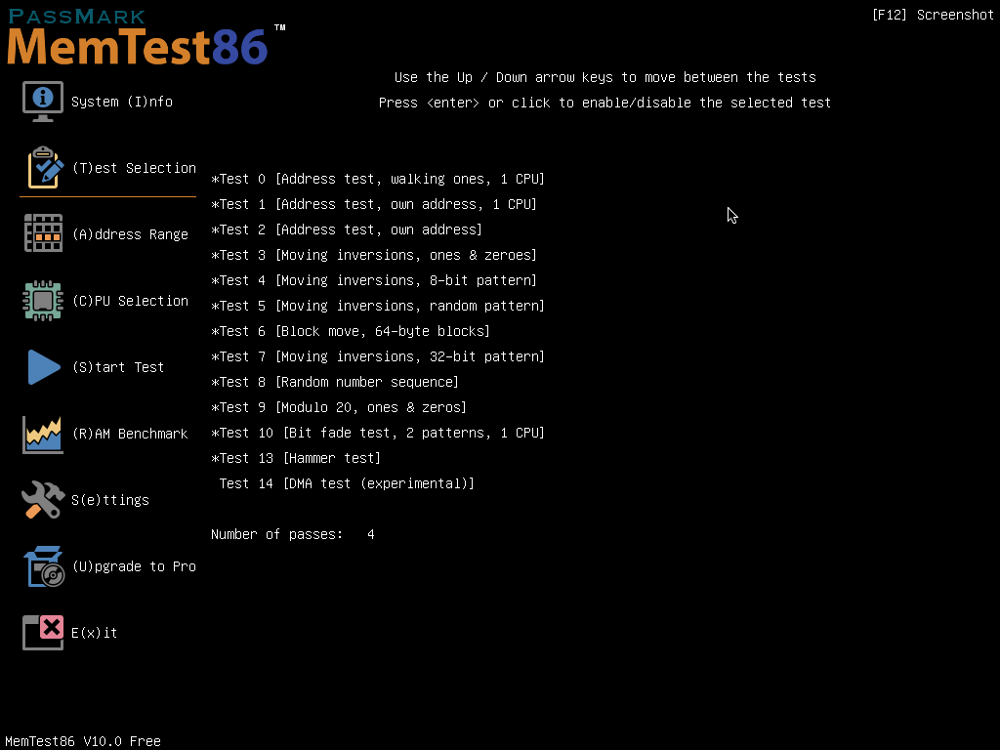 PASSMARK
MemTest86™
[F12] Screenshot
Use the Up / Down arrow keys to move between the tests
Press <enter> or click to enable/disable the selected test
System (I)nfo
(T)est Selection
(A)ddress Range
(C)PU Selection
(S)tart Test
(R)AM Benchmark
S(e)ttings
(U)pgrade to Pro
E(x)it
*Test 0 [Address test, walking ones, 1 CPU]
*Test 1 [Address test, own address, 1 CPU]
*Test 2 [Address test, own address]
*Test 3 [Moving inversions, ones & zeroes]
*Test 4 [Moving inversions, 8-bit pattern]
*Test 5 [Moving inversions, random pattern]
*Test 6 [Block move, 64-byte blocks]
*Test 7 [Moving inversions, 32-bit pattern]
*Test 8 [Random number sequence]
*Test 9 [Modulo 20, ones & zeros]
*Test 10 [Bit fade test, 2 patterns, 1 CPU]
*Test 13 [Hammer test]
Test 14 [DMA test (experimental)]
Number of passes: 4
MemTest86 V10.0 Free